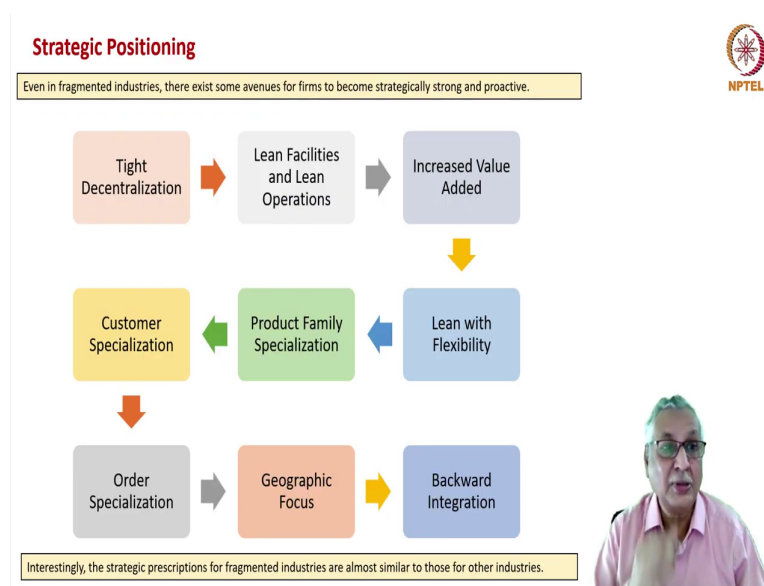 Strategic Positioning
NPTEL
Even in fragmented industries, there exist some avenues for firms to become strategically strong and proactive.
Tight
Decentralization
Lean Facilities
and Lean
Operations
Increased Value
Added
Customer
Specialization
Product Family
Specialization
Lean with
Flexibility
Order
Specialization
Geographic
Focus
Backward
Integration
Interestingly, the strategic prescriptions for fragmented industries are almost similar to those for other industries.